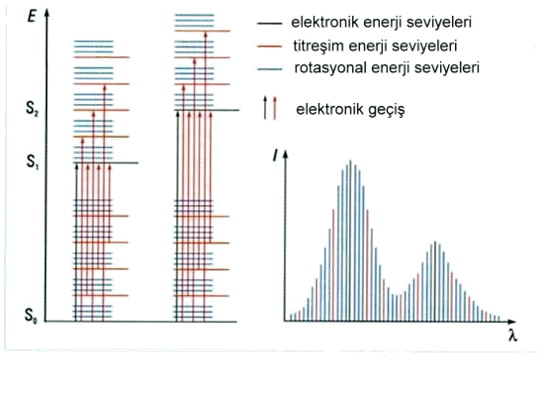 E
S₂
S₁
S₀
elektronik enerji seviyeleri
titreşim enerji seviyeleri
rotasyonal enerji seviyeleri
elektronik geçiş
I
λ